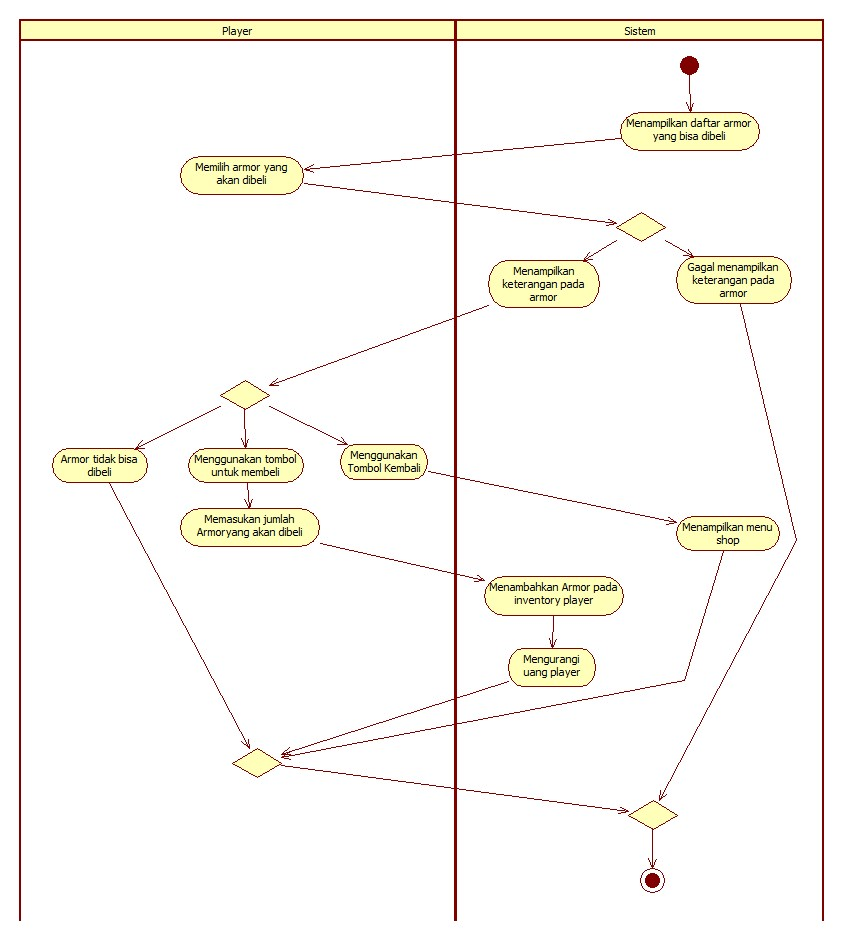 Player
Sistem
Menampilkan daftar armor
yang bisa dibeli
Memilih armor yang
akan dibeli
Menampilkan
keterangan pada
armor
Gagal menampilkan
keterangan pada
armor
Armor tidak bisa
dibeli
Menggunakan tombol
untuk membeli
Menggunakan
Tombol Kembali
Memasukan jumlah
Armoryang akan dibeli
Menampilkan menu
shop
Menambahkan Armor pada
inventory player
Mengurangi
uang player